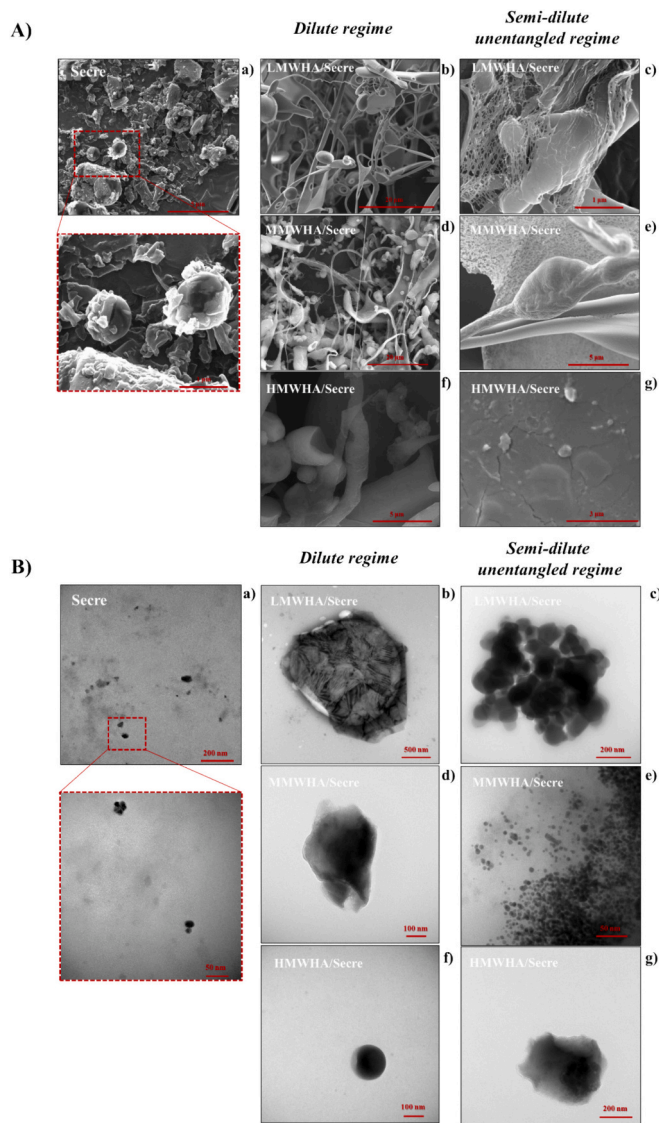 A)
Dilute regime
Semi-dilute
unentangled regime
Secre
a)
LMWHA/Secre
b)
LMWHA/Secre
c)
1 µm
MMWHA/Secre
d)
MMWHA/Secre
e)
5 µm
HMWHA/Secre
f)
HMWHA/Secre
g)
5 µm
3 µm
B)
Dilute regime
Semi-dilute
unentangled regime
Secre
a)
LMWHA/Secre
b)
LMWHA/Secre
c)
200 nm
500 nm
200 nm
MMWHA/Secre
d)
MMWHA/Secre
e)
50 nm
100 nm
HMWHA/Secre
f)
HMWHA/Secre
g)
100 nm
200 nm